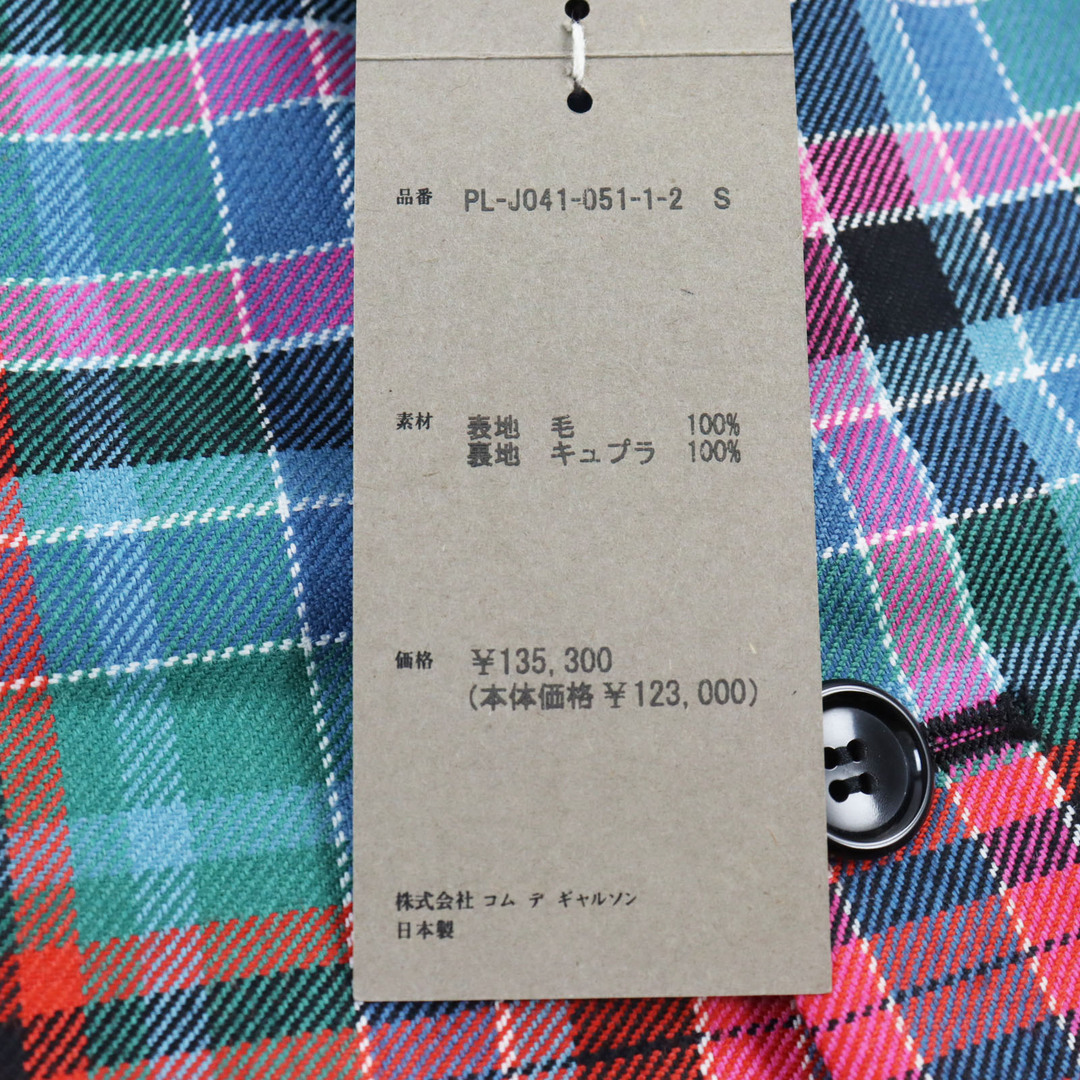 品番 PL-J041-051-1-2 S
素材 表地 毛 100%
裏地 キュプラ 100%
価格 ¥135,300
(本体価格 ¥123,000)
株式会社 コム デ ギャルソン
日本製